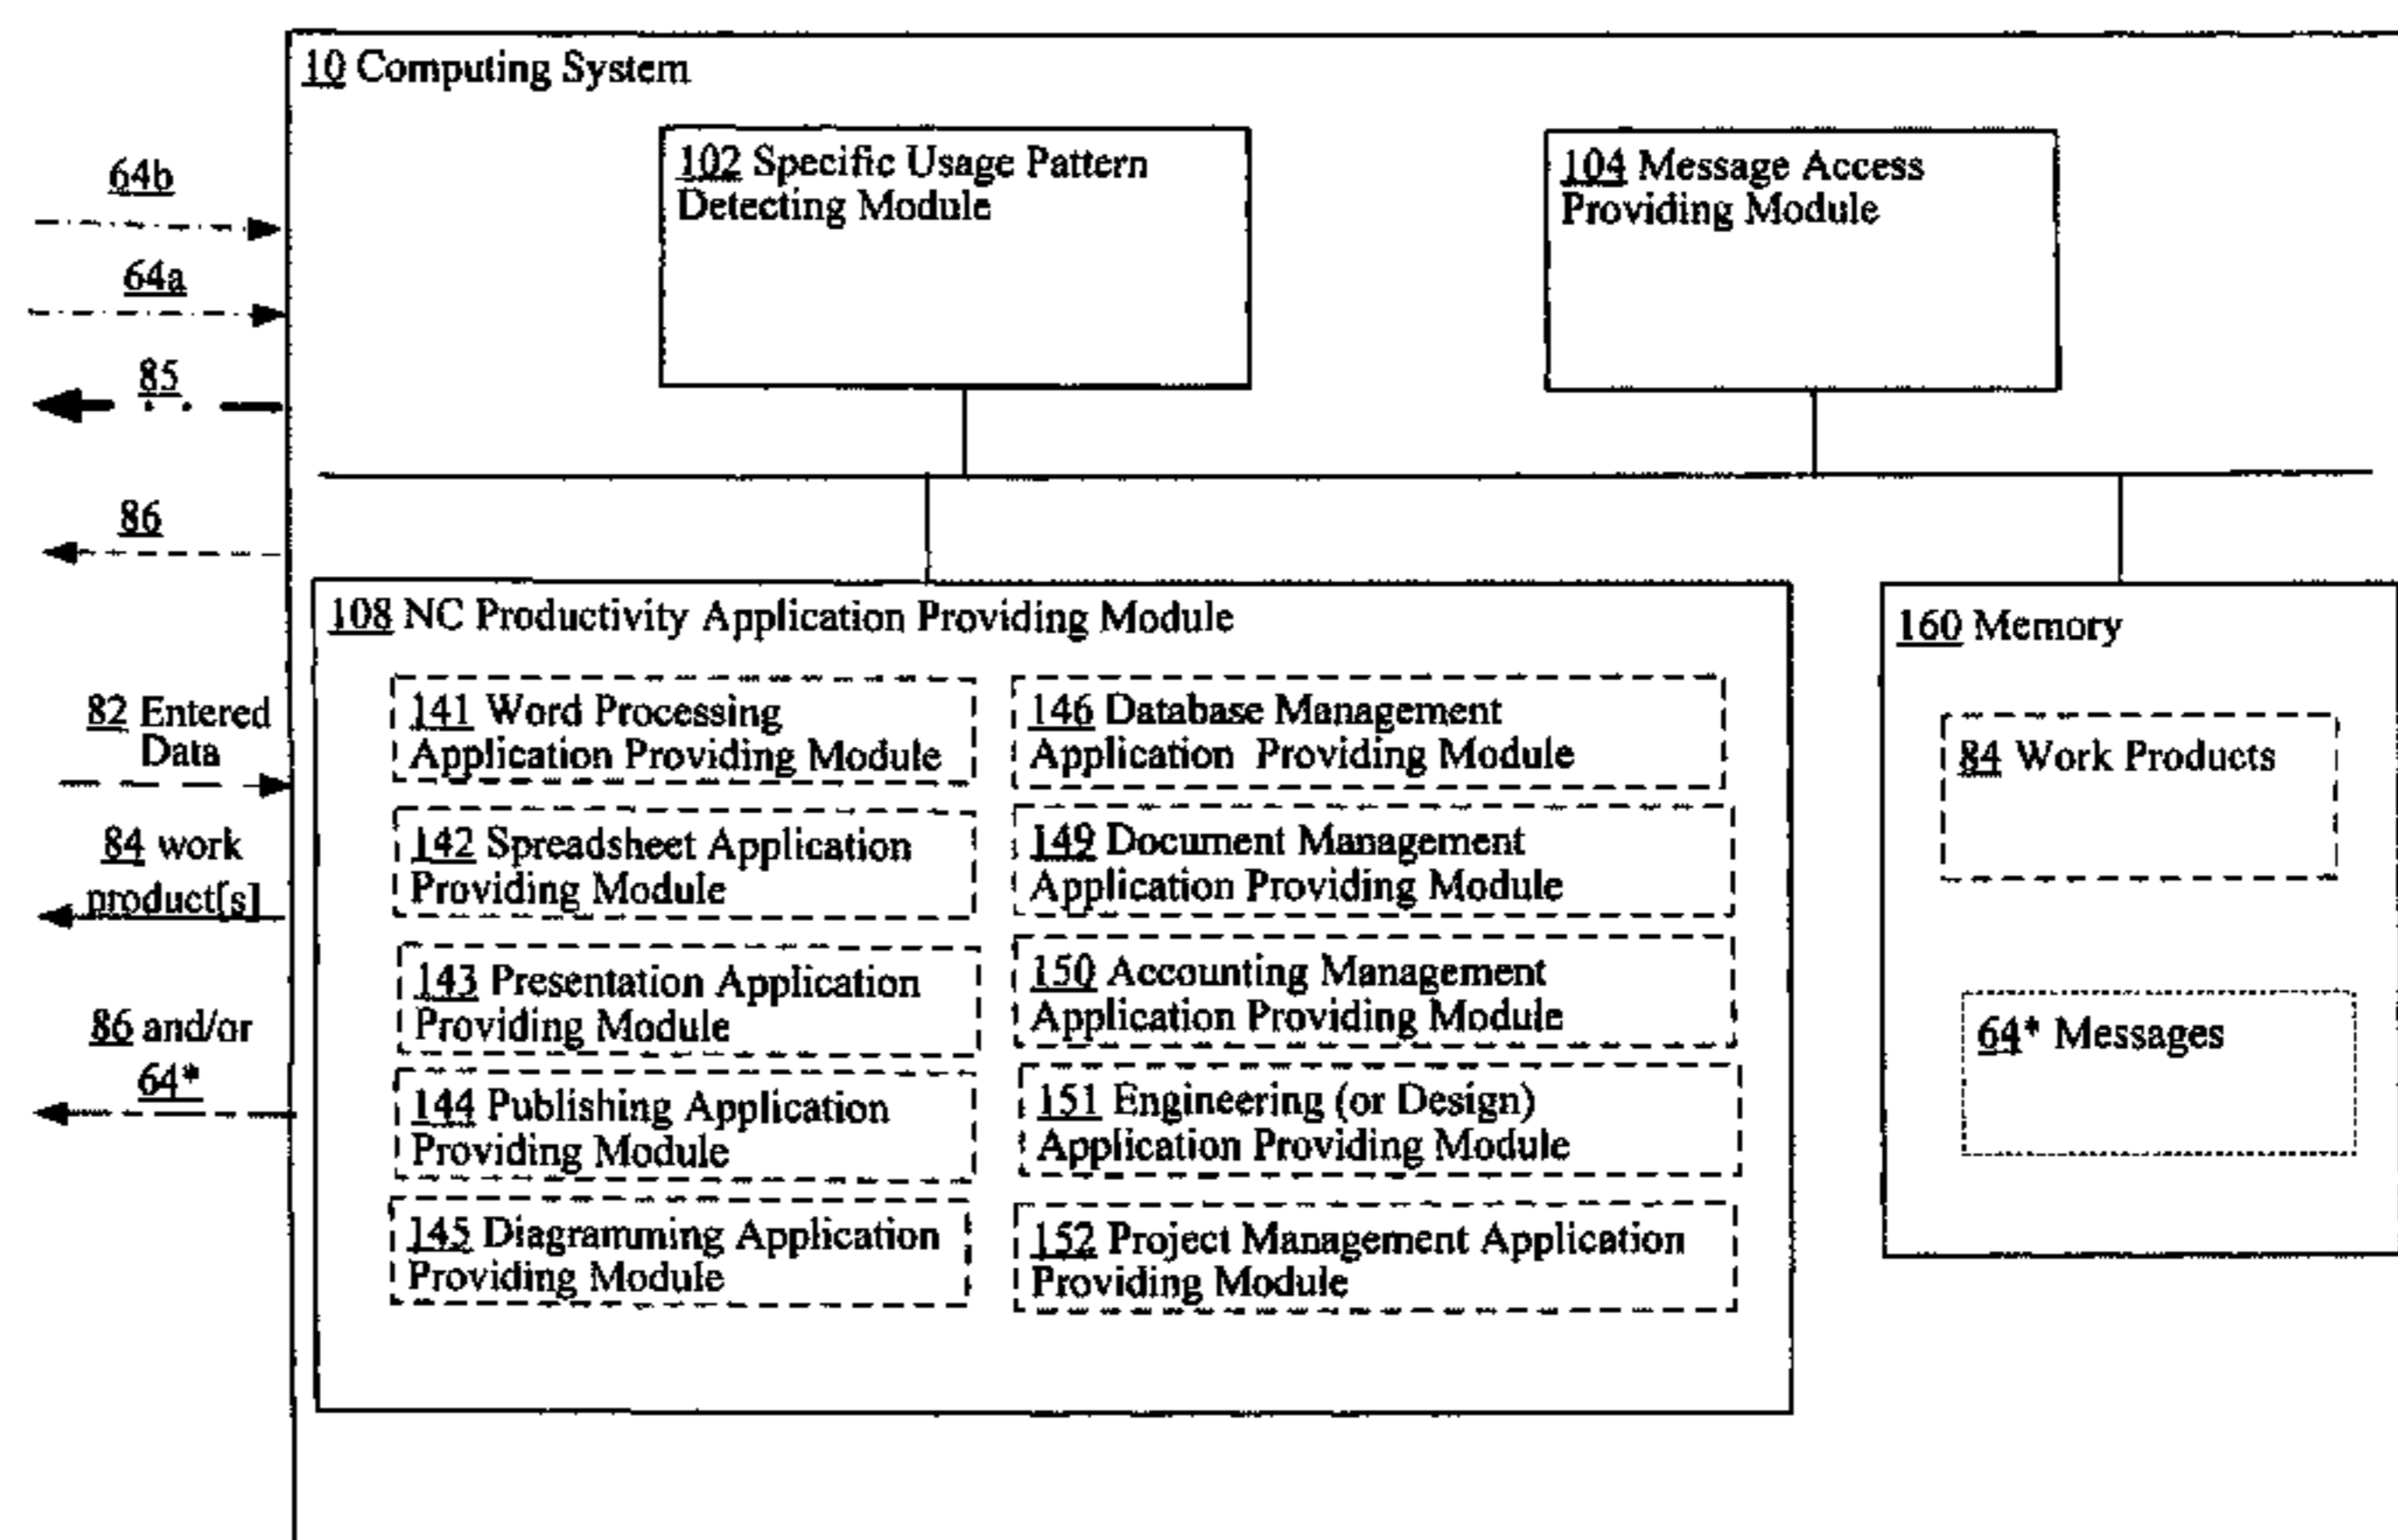 10 Computing System
102 Specific Usage Pattern
Detecting Module
104 Message Access
Providing Module
64b
64a
85
86
82 Entered
Data
84 work
product[s]
86 and/or
64*
108 NC Productivity Application Providing Module
141 Word Processing
Application Providing Module
142 Spreadsheet Application
Providing Module
143 Presentation Application
Providing Module
144 Publishing Application
Providing Module
145 Diagramming Application
Providing Module
146 Database Management
Application Providing Module
149 Document Management
Application Providing Module
150 Accounting Management
Application Providing Module
151 Engineering (or Design)
Application Providing Module
152 Project Management Application
Providing Module
160 Memory
84 Work Products
64* Messages